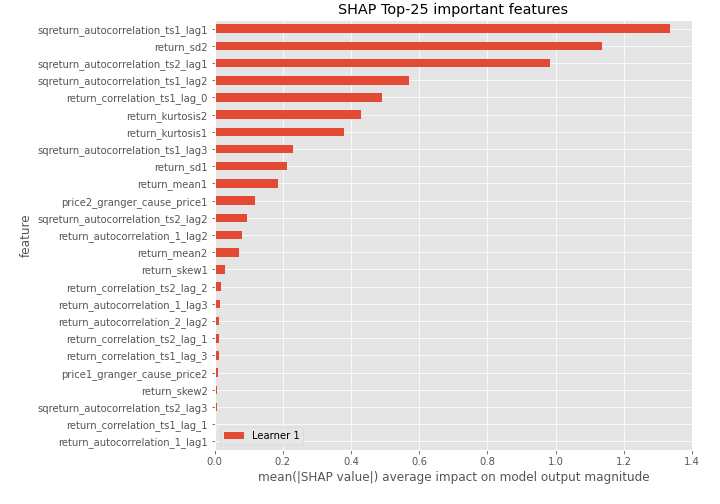 SHAP Top-25 important features
sqreturn_autocorrelation_ts1_lag1
return_sd2
sqreturn_autocorrelation_ts2_lag1
sqreturn_autocorrelation_ts1_lag2
return_correlation_ts1_lag_0
return_kurtosis2
return_kurtosis1
sqreturn_autocorrelation_ts1_lag3
return_sd1
return_mean1
price2_granger_cause_price1
sqreturn_autocorrelation_ts2_lag2
return_autocorrelation_1_lag2
return_mean2
return_skew1
return_correlation_ts2_lag_2
return_autocorrelation_1_lag3
return_autocorrelation_2_lag2
return_correlation_ts2_lag_1
return_correlation_ts1_lag_3
price1_granger_cause_price2
return_skew2
sqreturn_autocorrelation_ts2_lag3
return_correlation_ts1_lag_1
return_autocorrelation_1_lag1
feature
Learner 1
0.0 0.2 0.4 0.6 0.8 1.0 1.2 1.4
mean(|SHAP value|) average impact on model output magnitude